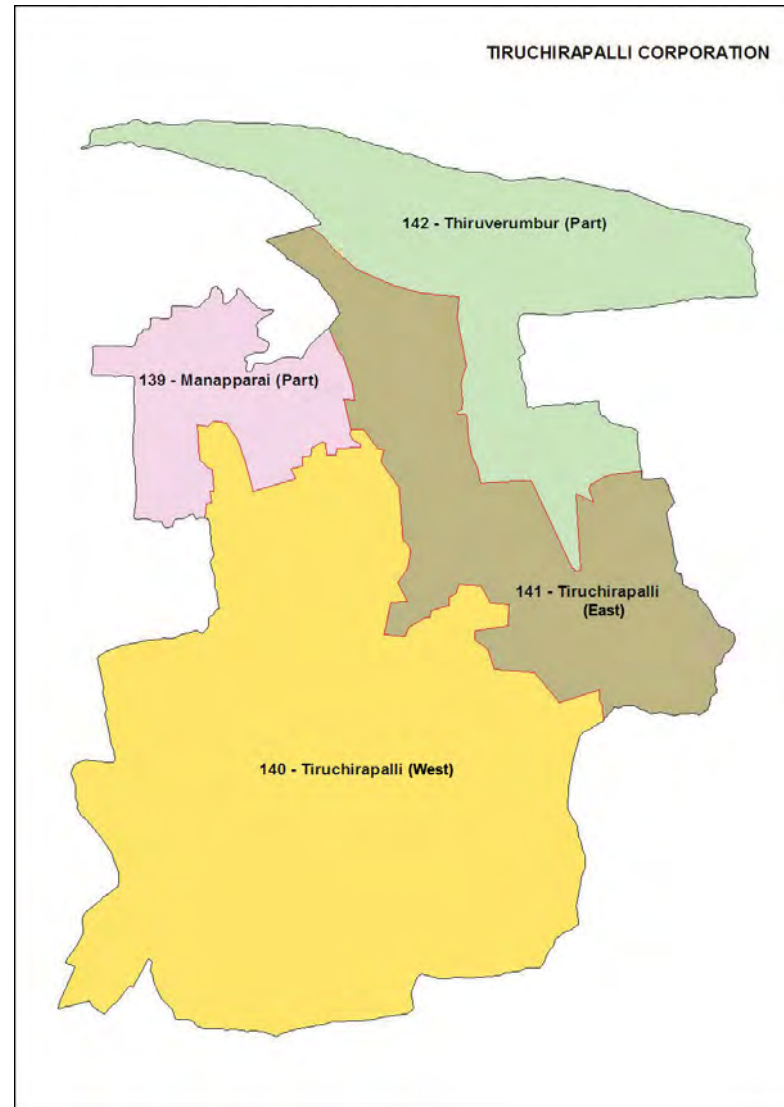 TIRUCHIRAPALLI CORPORATION
142 - Thiruverumbur (Part)
139 - Manapparai (Part)
141 - Tiruchirapalli
(East)
140 - Tiruchirapalli (West)